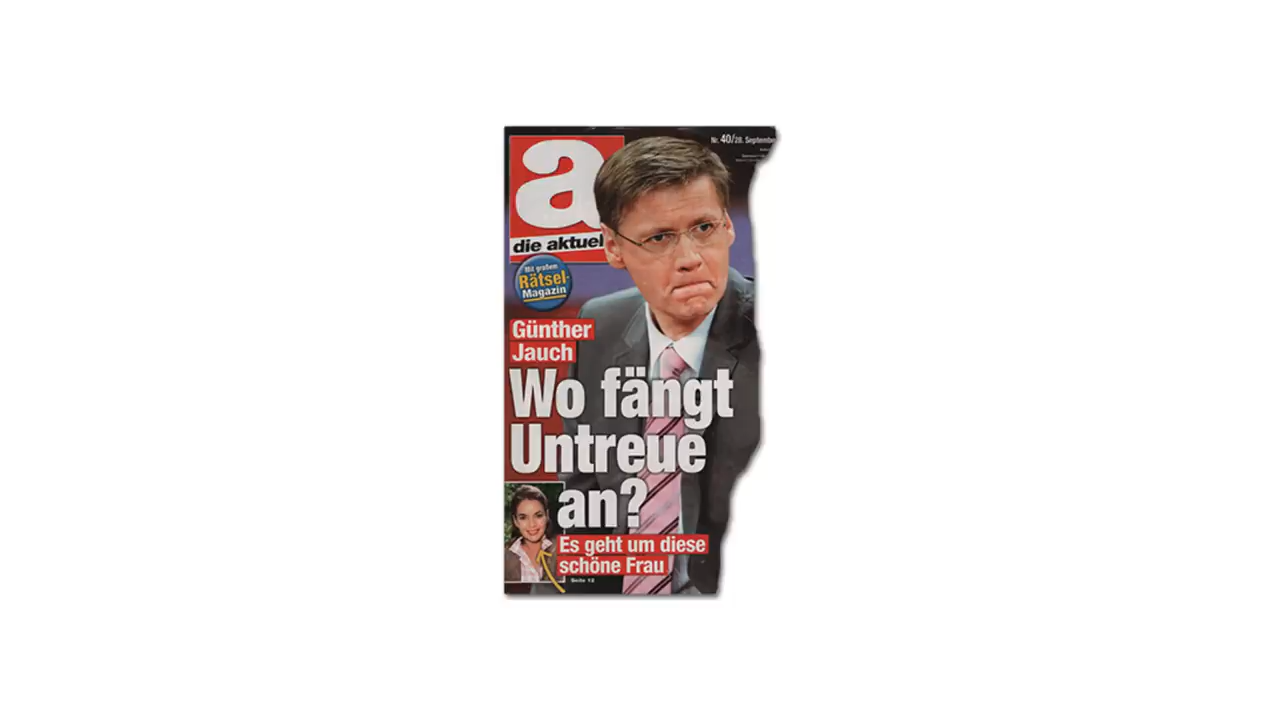 Nr. 40/28. September
a
die aktuel
Mit großem
Rätsel-
Magazin
Günther
Jauch
Wo fängt
Untreue
an?
Es geht um diese
schöne Frau
Seite 12